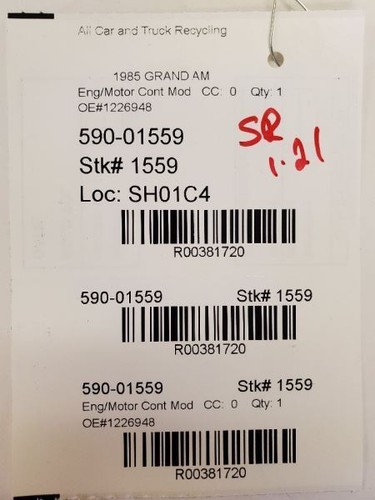 All Car and Truck Recycling
1985 GRAND AM
Eng/Motor Cont Mod CC: 0 Qty: 1
OE#1226948
590-01559
SR
1-21
Stk# 1559
Loc: SH01C4
R00381720
590-01559 Stk# 1559
R00381720
590-01559 Stk# 1559
Eng/Motor Cont Mod CC: 0 Qty: 1
OE#1226948
R00381720